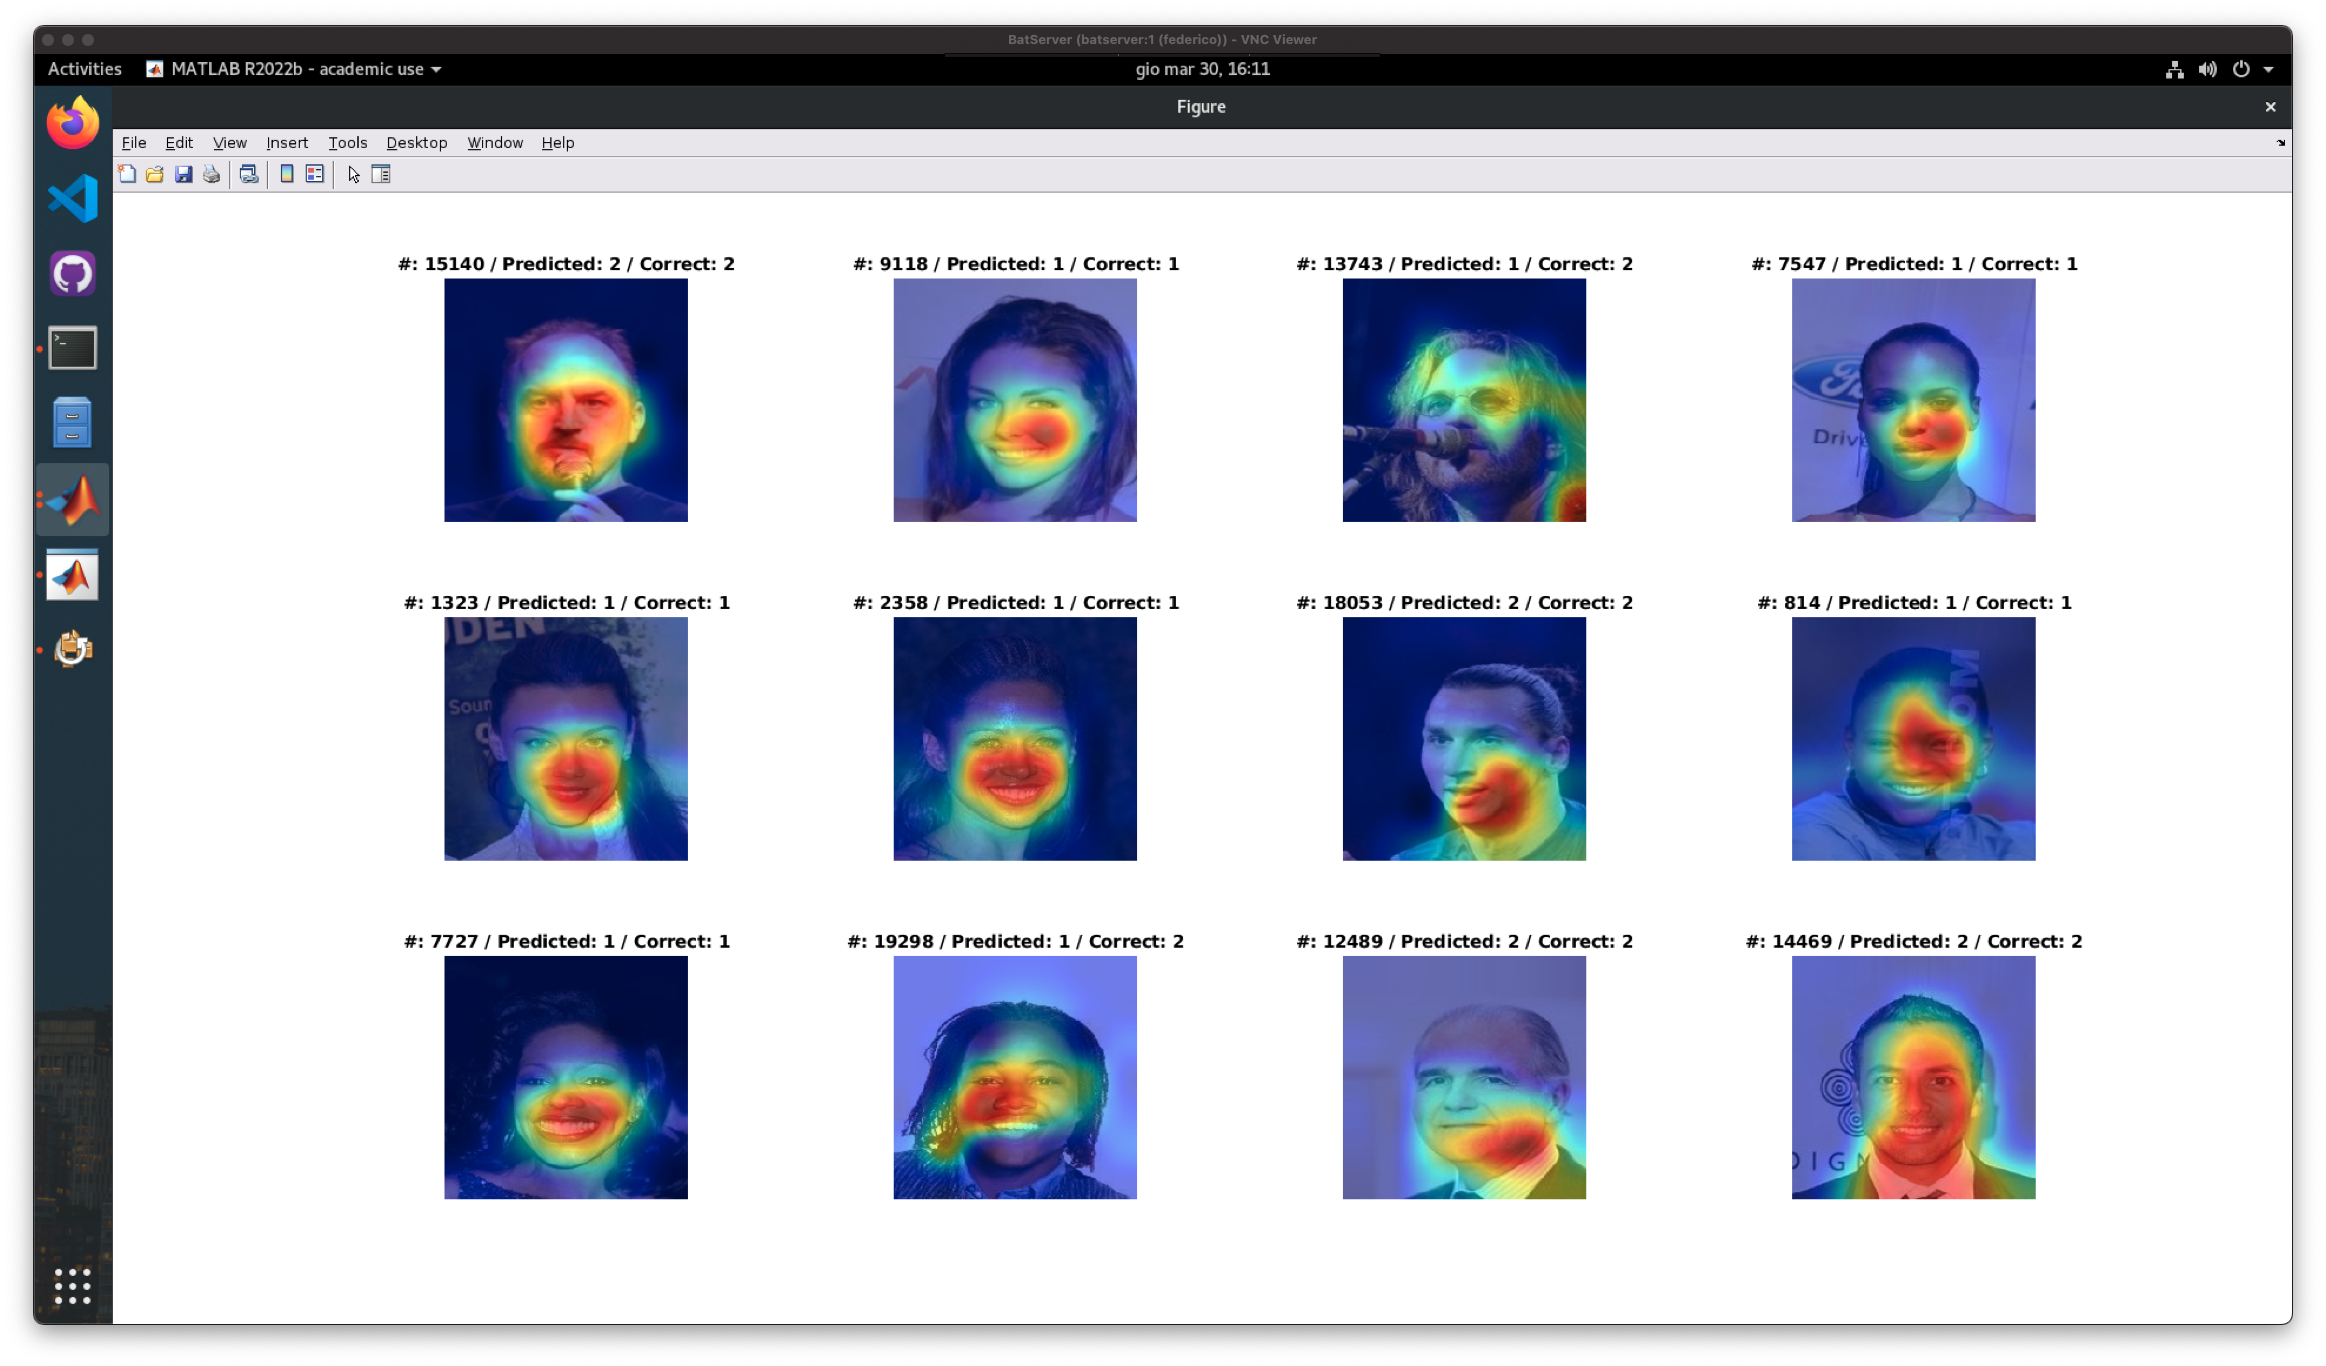 BatServer (batserver:1 (federico)) - VNC Viewer
Activities MATLAB R2022b - academic use gio mar 30, 16:11
Figure
File Edit View Insert Tools Desktop Window Help
#: 15140 / Predicted: 2 / Correct: 2
#: 9118 / Predicted: 1 / Correct: 1
#: 13743 / Predicted: 1 / Correct: 2
#: 7547 / Predicted: 1 / Correct: 1
Ford
Driv
#: 1323 / Predicted: 1 / Correct: 1
#: 2358 / Predicted: 1 / Correct: 1
#: 18053 / Predicted: 2 / Correct: 2
#: 814 / Predicted: 1 / Correct: 1
UDEN
Soun
#: 7727 / Predicted: 1 / Correct: 1
#: 19298 / Predicted: 1 / Correct: 2
#: 12489 / Predicted: 2 / Correct: 2
#: 14469 / Predicted: 2 / Correct: 2
DIGN